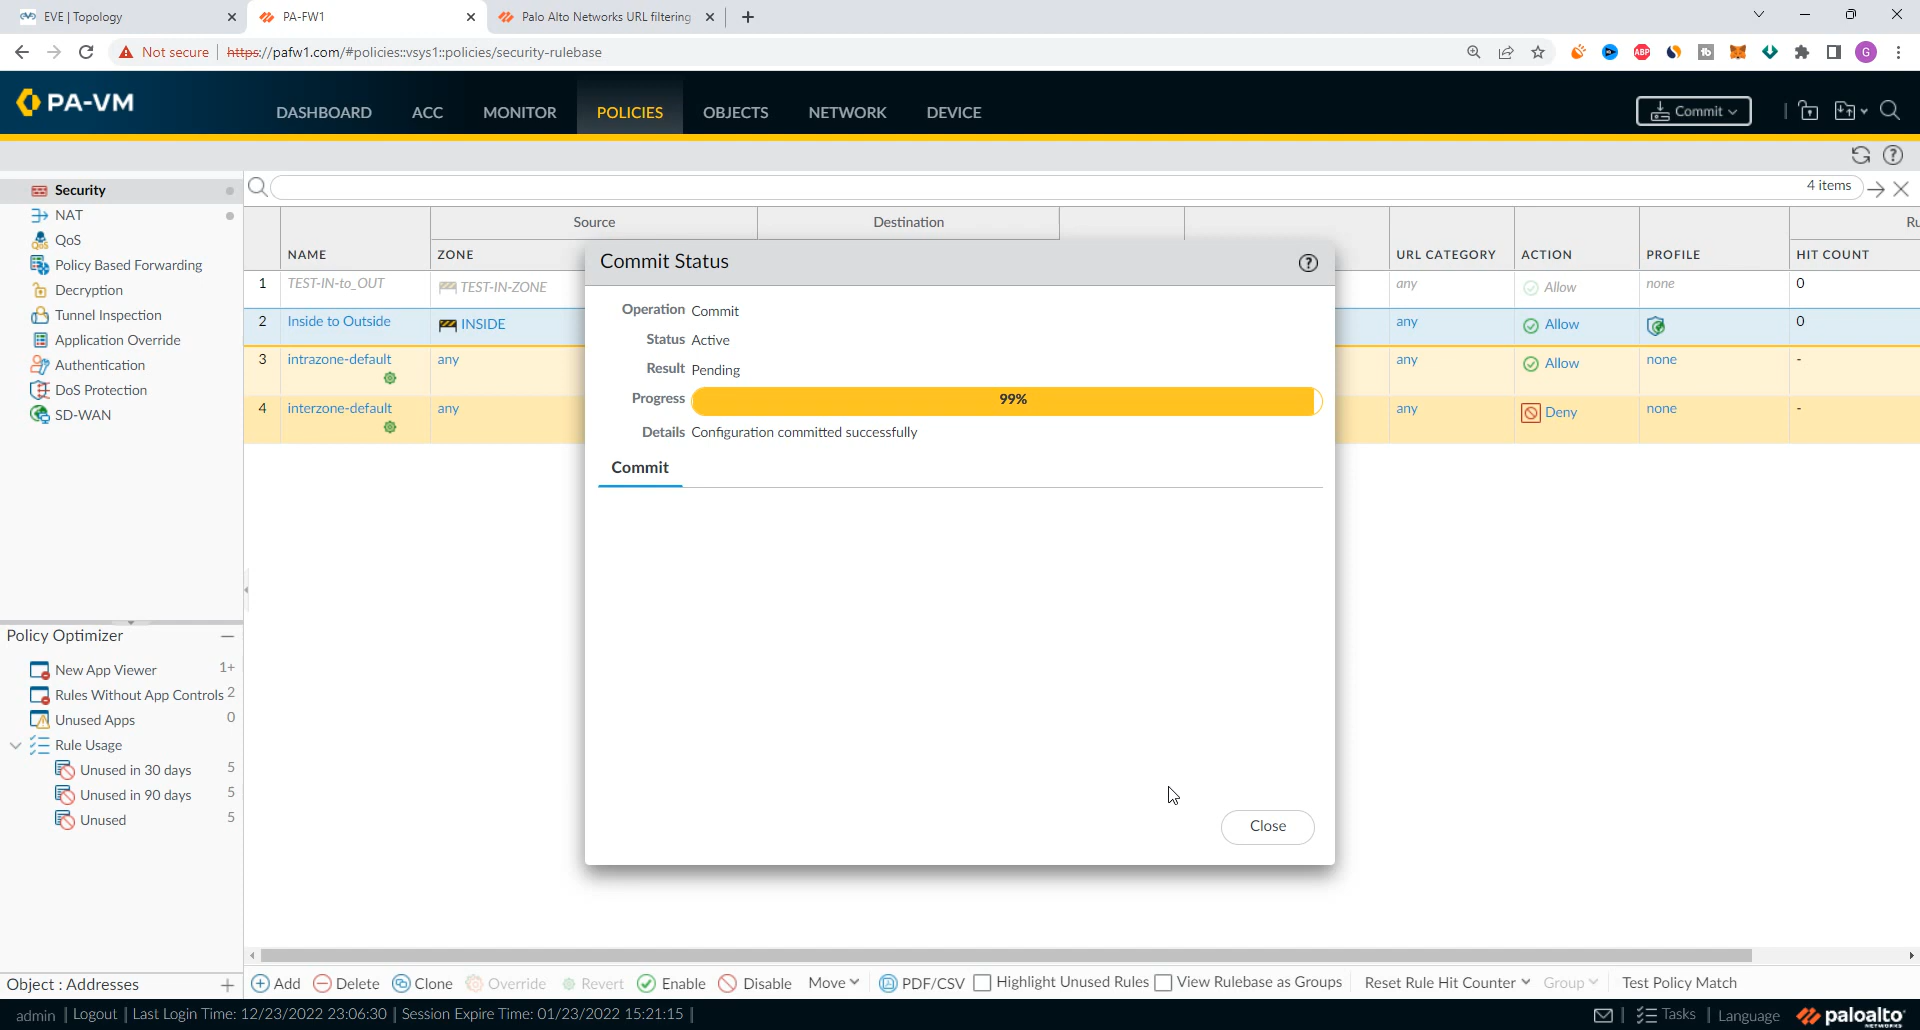 EVE | Topology
PA-FW1
Palo Alto Networks URL filtering
Not secure | https://pafw1.com/#policies::vsys1::policies/security-rulebase
ABP
G
PA-VM
DASHBOARD
ACC
MONITOR
POLICIES
OBJECTS
NETWORK
DEVICE
Commit
Security
NAT
QoS
Policy Based Forwarding
Decryption
Tunnel Inspection
Application Override
Authentication
DoS Protection
SD-WAN
4 items
Source
Destination
Ru
NAME
ZONE
URL CATEGORY
ACTION
PROFILE
HIT COUNT
1 TEST-IN-to_OUT TEST-IN-ZONE any Allow none 0
2 Inside to Outside INSIDE any Allow 0
3 intrazone-default any any Allow none -
4 interzone-default any any Deny none -
Commit Status
Operation Commit
Status Active
Result Pending
Progress 99%
Details Configuration committed successfully
Commit
Close
Policy Optimizer
New App Viewer 1+
Rules Without App Controls 2
Unused Apps 0
Rule Usage
Unused in 30 days 5
Unused in 90 days 5
Unused 5
Object : Addresses
Add
Delete
Clone
Override
Revert
Enable
Disable
Move
PDF/CSV
Highlight Unused Rules
View Rulebase as Groups
Reset Rule Hit Counter
Group
Test Policy Match
admin | Logout | Last Login Time: 12/23/2022 23:06:30 | Session Expire Time: 01/23/2022 15:21:15 |
Tasks | Language
paloalto
NETWORKS